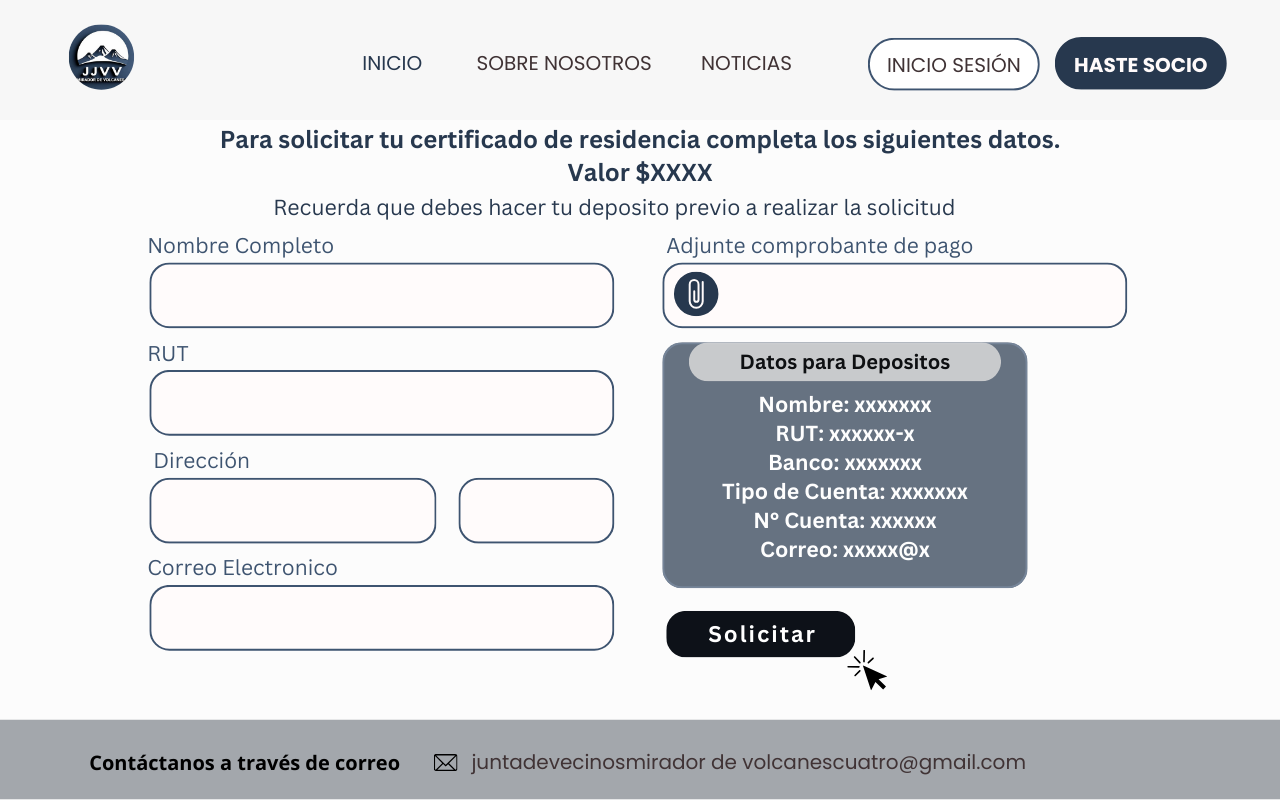 JJVV
MIRADOR DE VOLCANES
INICIO
SOBRE NOSOTROS
NOTICIAS
INICIO SESIÓN
HASTE SOCIO
Para solicitar tu certificado de residencia completa los siguientes datos.
Valor $XXXX
Recuerda que debes hacer tu deposito previo a realizar la solicitud
Nombre Completo
Adjunte comprobante de pago
RUT
Dirección
Correo Electronico
Datos para Depositos
Nombre: xxxxxxx
RUT: xxxxxx-x
Banco: xxxxxxx
Tipo de Cuenta: xxxxxxx
N° Cuenta: xxxxxx
Correo: xxxxx@x
Solicitar
Contáctanos a través de correo
juntadevecinosmirador de volcanescuatro@gmail.com